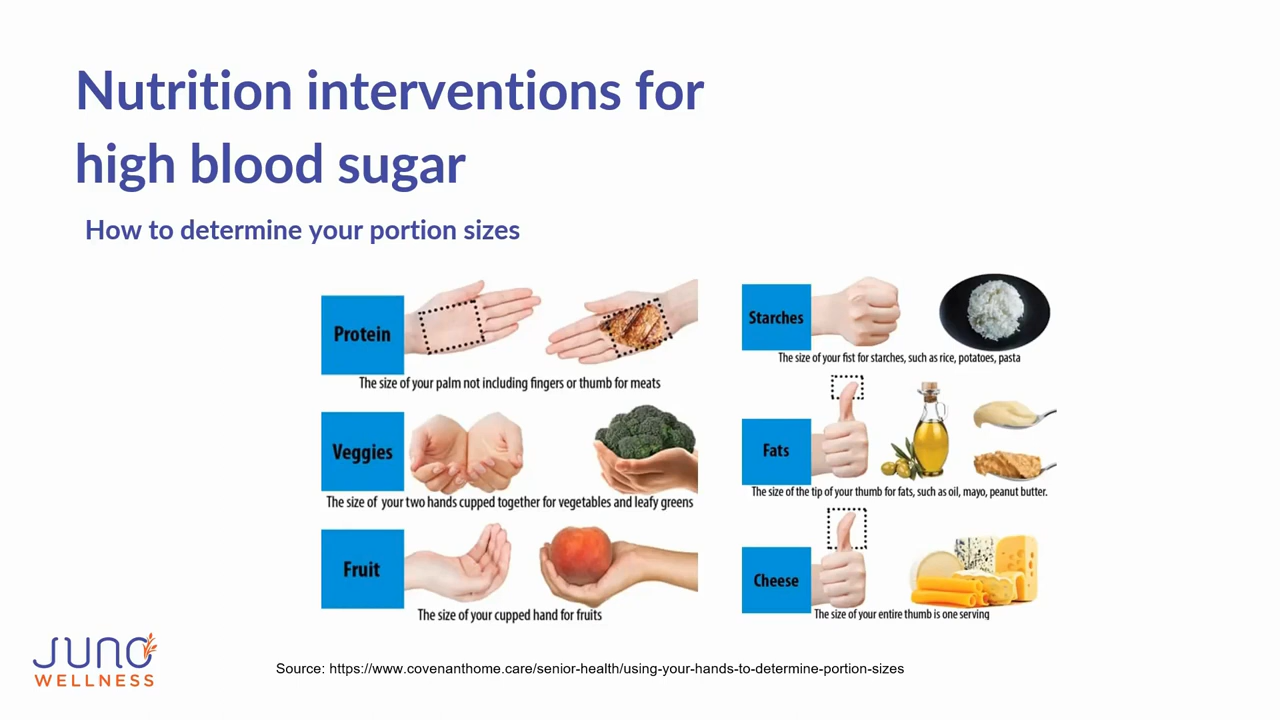 Nutrition interventions for
high blood sugar
How to determine your portion sizes
Protein
The size of your palm not including fingers or thumb for meats
Veggies
The size of your two hands cupped together for vegetables and leafy greens
Fruit
The size of your cupped hand for fruits
Starches
The size of your fist for starches, such as rice, potatoes, pasta
Fats
The size of the tip of your thumb for fats, such as oil, mayo, peanut butter.
Cheese
The size of your entire thumb is one serving
JUNO
WELLNESS
Source: https://www.covenanthome.care/senior-health/using-your-hands-to-determine-portion-sizes